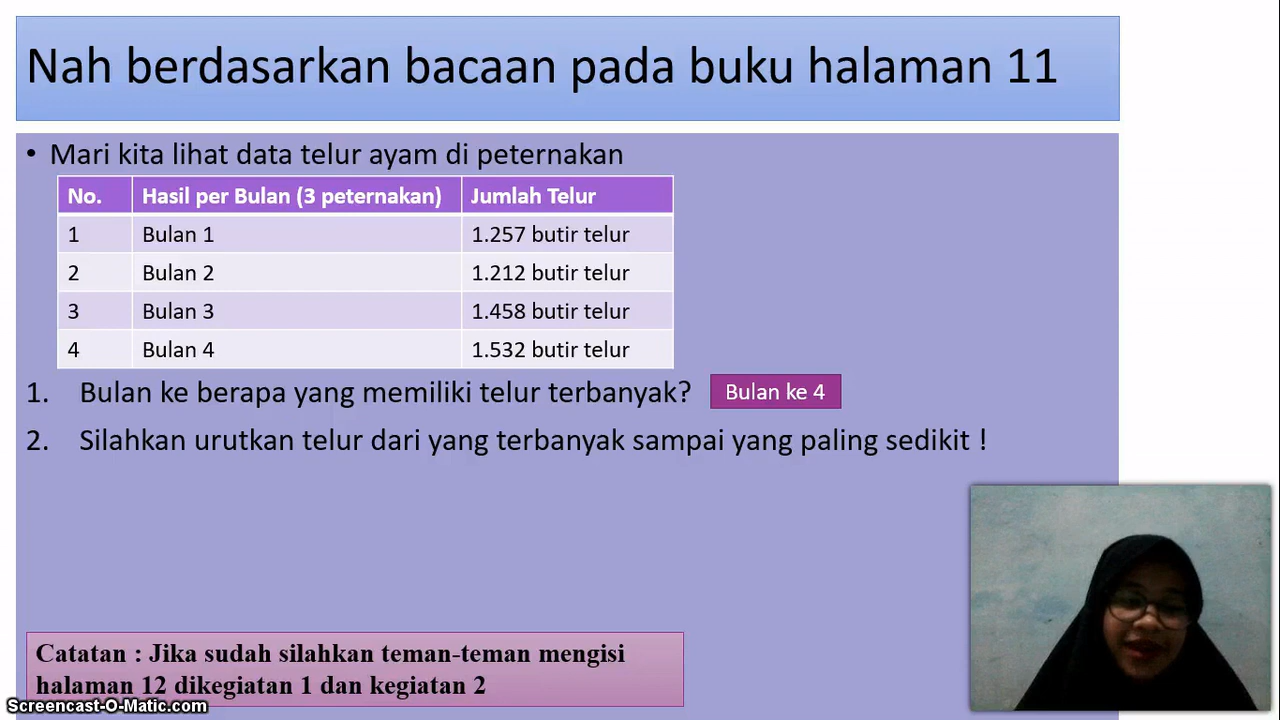 Nah berdasarkan bacaan pada buku halaman 11
• Mari kita lihat data telur ayam di peternakan
No. Hasil per Bulan (3 peternakan) Jumlah Telur
1 Bulan 1 1.257 butir telur
2 Bulan 2 1.212 butir telur
3 Bulan 3 1.458 butir telur
4 Bulan 4 1.532 butir telur
1. Bulan ke berapa yang memiliki telur terbanyak? Bulan ke 4
2. Silahkan urutkan telur dari yang terbanyak sampai yang paling sedikit !
Catatan : Jika sudah silahkan teman-teman mengisi
halaman 12 dikegiatan 1 dan kegiatan 2
Screencast-O-Matic.com